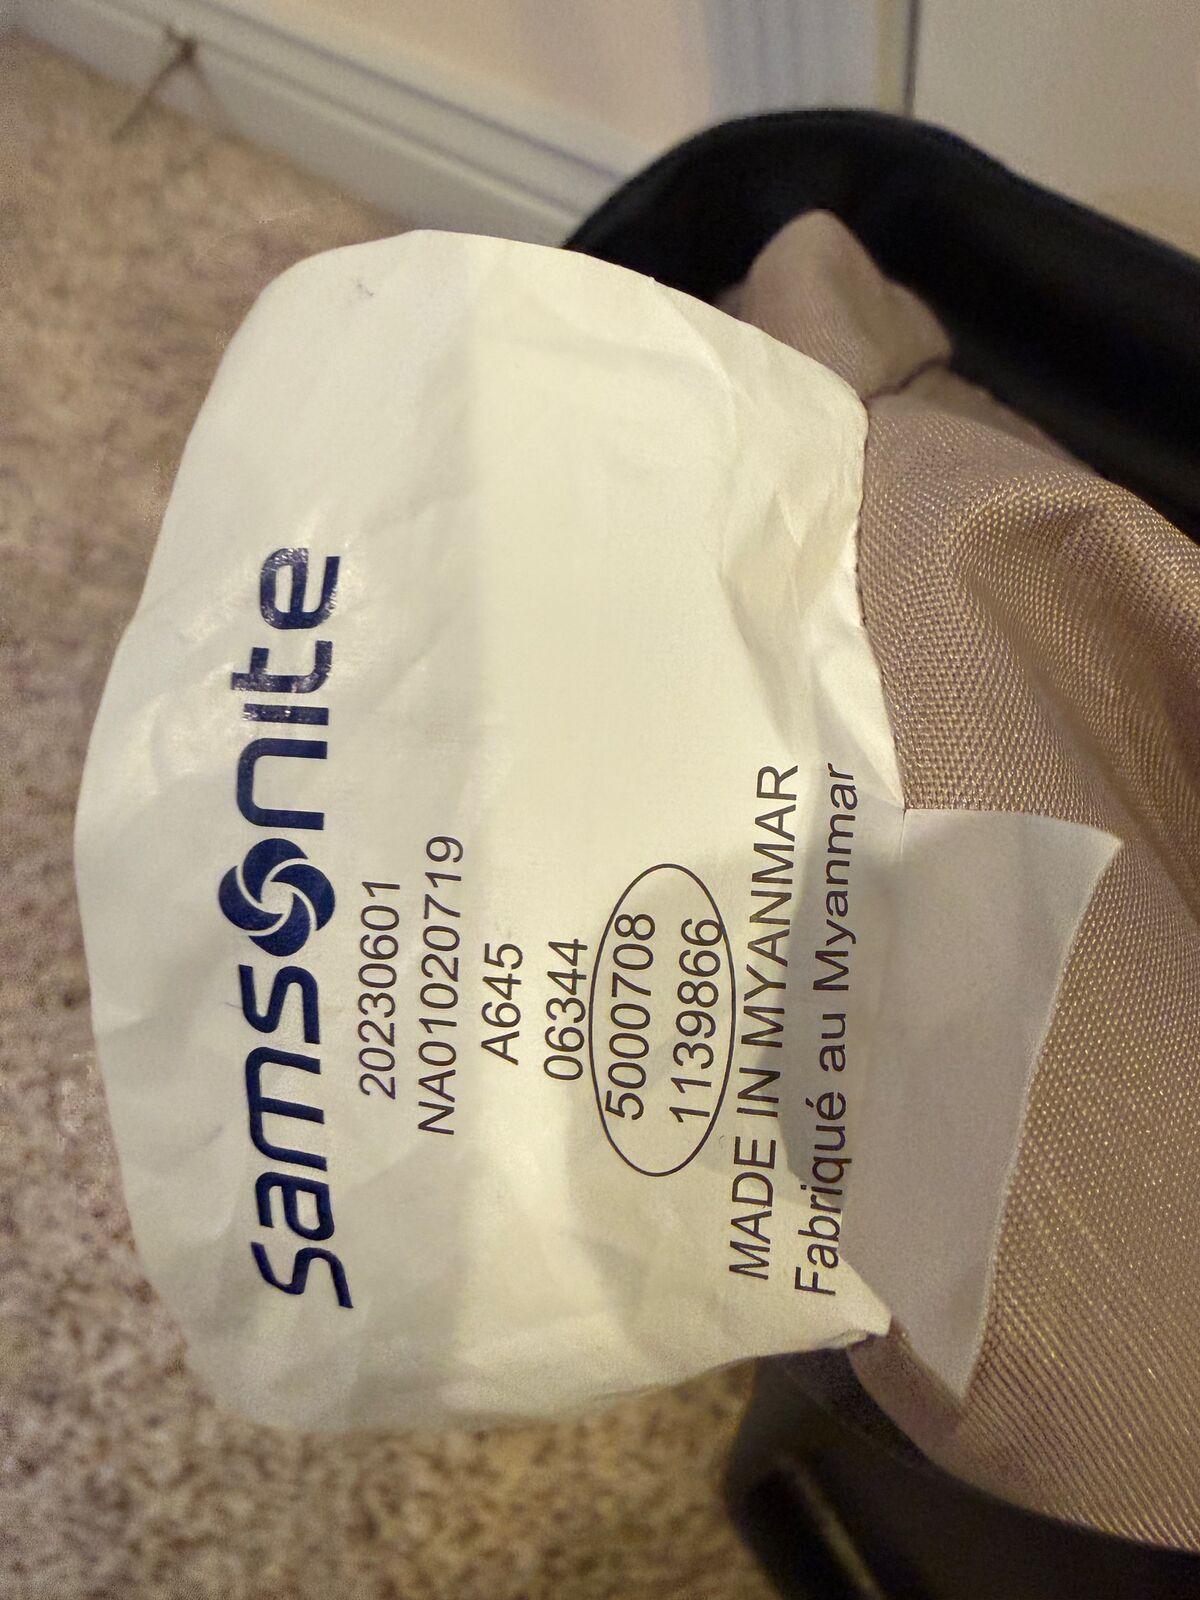 Samsonite
20230601
NA01020719
A645
06344
5000708
1139866
MADE IN MYANMAR
Fabriqué au Myanmar